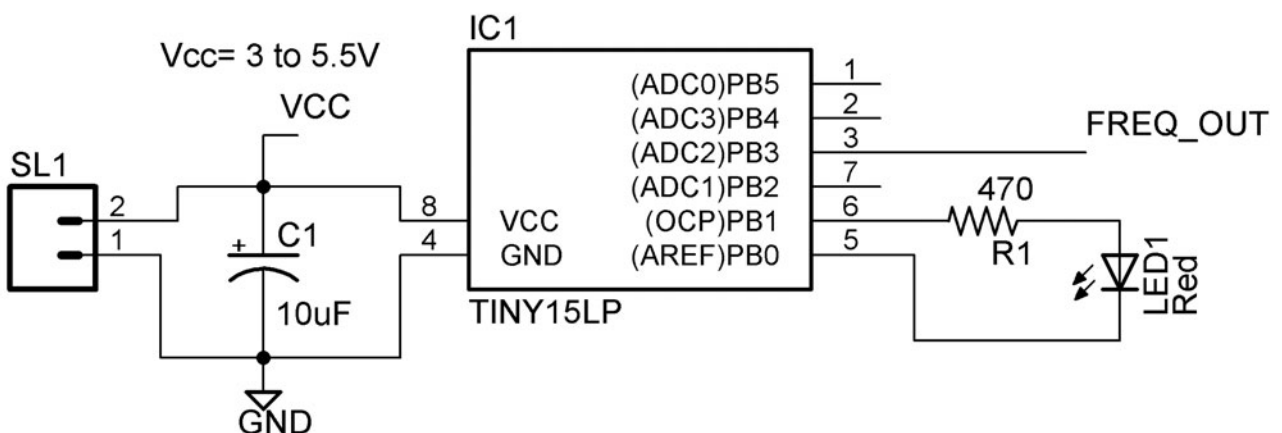 IC1
Vcc= 3 to 5.5V
VCC
SL1
2
1
C1
+
10uF
GND
8
4
VCC
GND
(ADC0)PB5
(ADC3)PB4
(ADC2)PB3
(ADC1)PB2
(OCP)PB1
(AREF)PB0
TINY15LP
1
2
3
7
6
5
FREQ_OUT
470
R1
LED1
Red